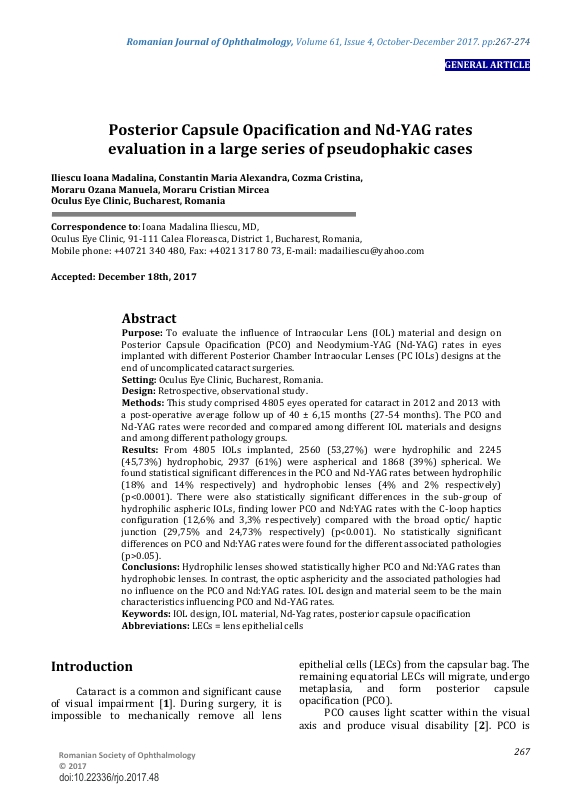 Romanian Journal of Ophthalmology, Volume 61, Issue 4, October-December 2017. pp:267-274
GENERAL ARTICLE
Posterior Capsule Opacification and Nd-YAG rates
evaluation in a large series of pseudophakic cases
Iliescu Ioana Madalina, Constantin Maria Alexandra, Cozma Cristina,
Moraru Ozana Manuela, Moraru Cristian Mircea
Oculus Eye Clinic, Bucharest, Romania
Correspondence to: Ioana Madalina Iliescu, MD,
Oculus Eye Clinic, 91-111 Calea Floreasca, District 1, Bucharest, Romania,
Mobile phone: +40721 340 480, Fax: +4021 317 80 73, E-mail: madailiescu@yahoo.com
Accepted: December 18th, 2017
Abstract
Purpose: To evaluate the influence of Intraocular Lens (IOL) material and design on
Posterior Capsule Opacification (PCO) and Neodymium-YAG (Nd-YAG) rates in eyes
implanted with different Posterior Chamber Intraocular Lenses (PC IOLs) designs at the
end of uncomplicated cataract surgeries.
Setting: Oculus Eye Clinic, Bucharest, Romania.
Design: Retrospective, observational study.
Methods: This study comprised 4805 eyes operated for cataract in 2012 and 2013 with
a post-operative average follow up of 40 ± 6,15 months (27-54 months). The PCO and
Nd-YAG rates were recorded and compared among different IOL materials and designs
and among different pathology groups.
Results: From 4805 IOLs implanted, 2560 (53,27%) were hydrophilic and 2245
(45,73%) hydrophobic, 2937 (61%) were aspherical and 1868 (39%) spherical. We
found statistical significant differences in the PCO and Nd-YAG rates between hydrophilic
(18% and 14% respectively) and hydrophobic lenses (4% and 2% respectively)
(p<0.0001). There were also statistically significant differences in the sub-group of
hydrophilic aspheric IOLs, finding lower PCO and Nd:YAG rates with the C-loop haptics
configuration (12,6% and 3,3% respectively) compared with the broad optic/ haptic
junction (29,75% and 24,73% respectively) (p<0.001). No statistically significant
differences on PCO and Nd:YAG rates were found for the different associated pathologies
(p>0.05).
Conclusions: Hydrophilic lenses showed statistically higher PCO and Nd:YAG rates than
hydrophobic lenses. In contrast, the optic asphericity and the associated pathologies had
no influence on the PCO and Nd:YAG rates. IOL design and material seem to be the main
characteristics influencing PCO and Nd-YAG rates.
Keywords: IOL design, IOL material, Nd-Yag rates, posterior capsule opacification
Abbreviations: LECs = lens epithelial cells
Introduction
Cataract is a common and significant cause
of visual impairment [1]. During surgery, it is
impossible to mechanically remove all lens
epithelial cells (LECs) from the capsular bag. The
remaining equatorial LECs will migrate, undergo
metaplasia, and form posterior capsule
opacification (PCO).
PCO causes light scatter within the visual
axis and produce visual disability [2]. PCO is
Romanian Society of Ophthalmology
© 2017
doi:10.22336/rjo.2017.48
267